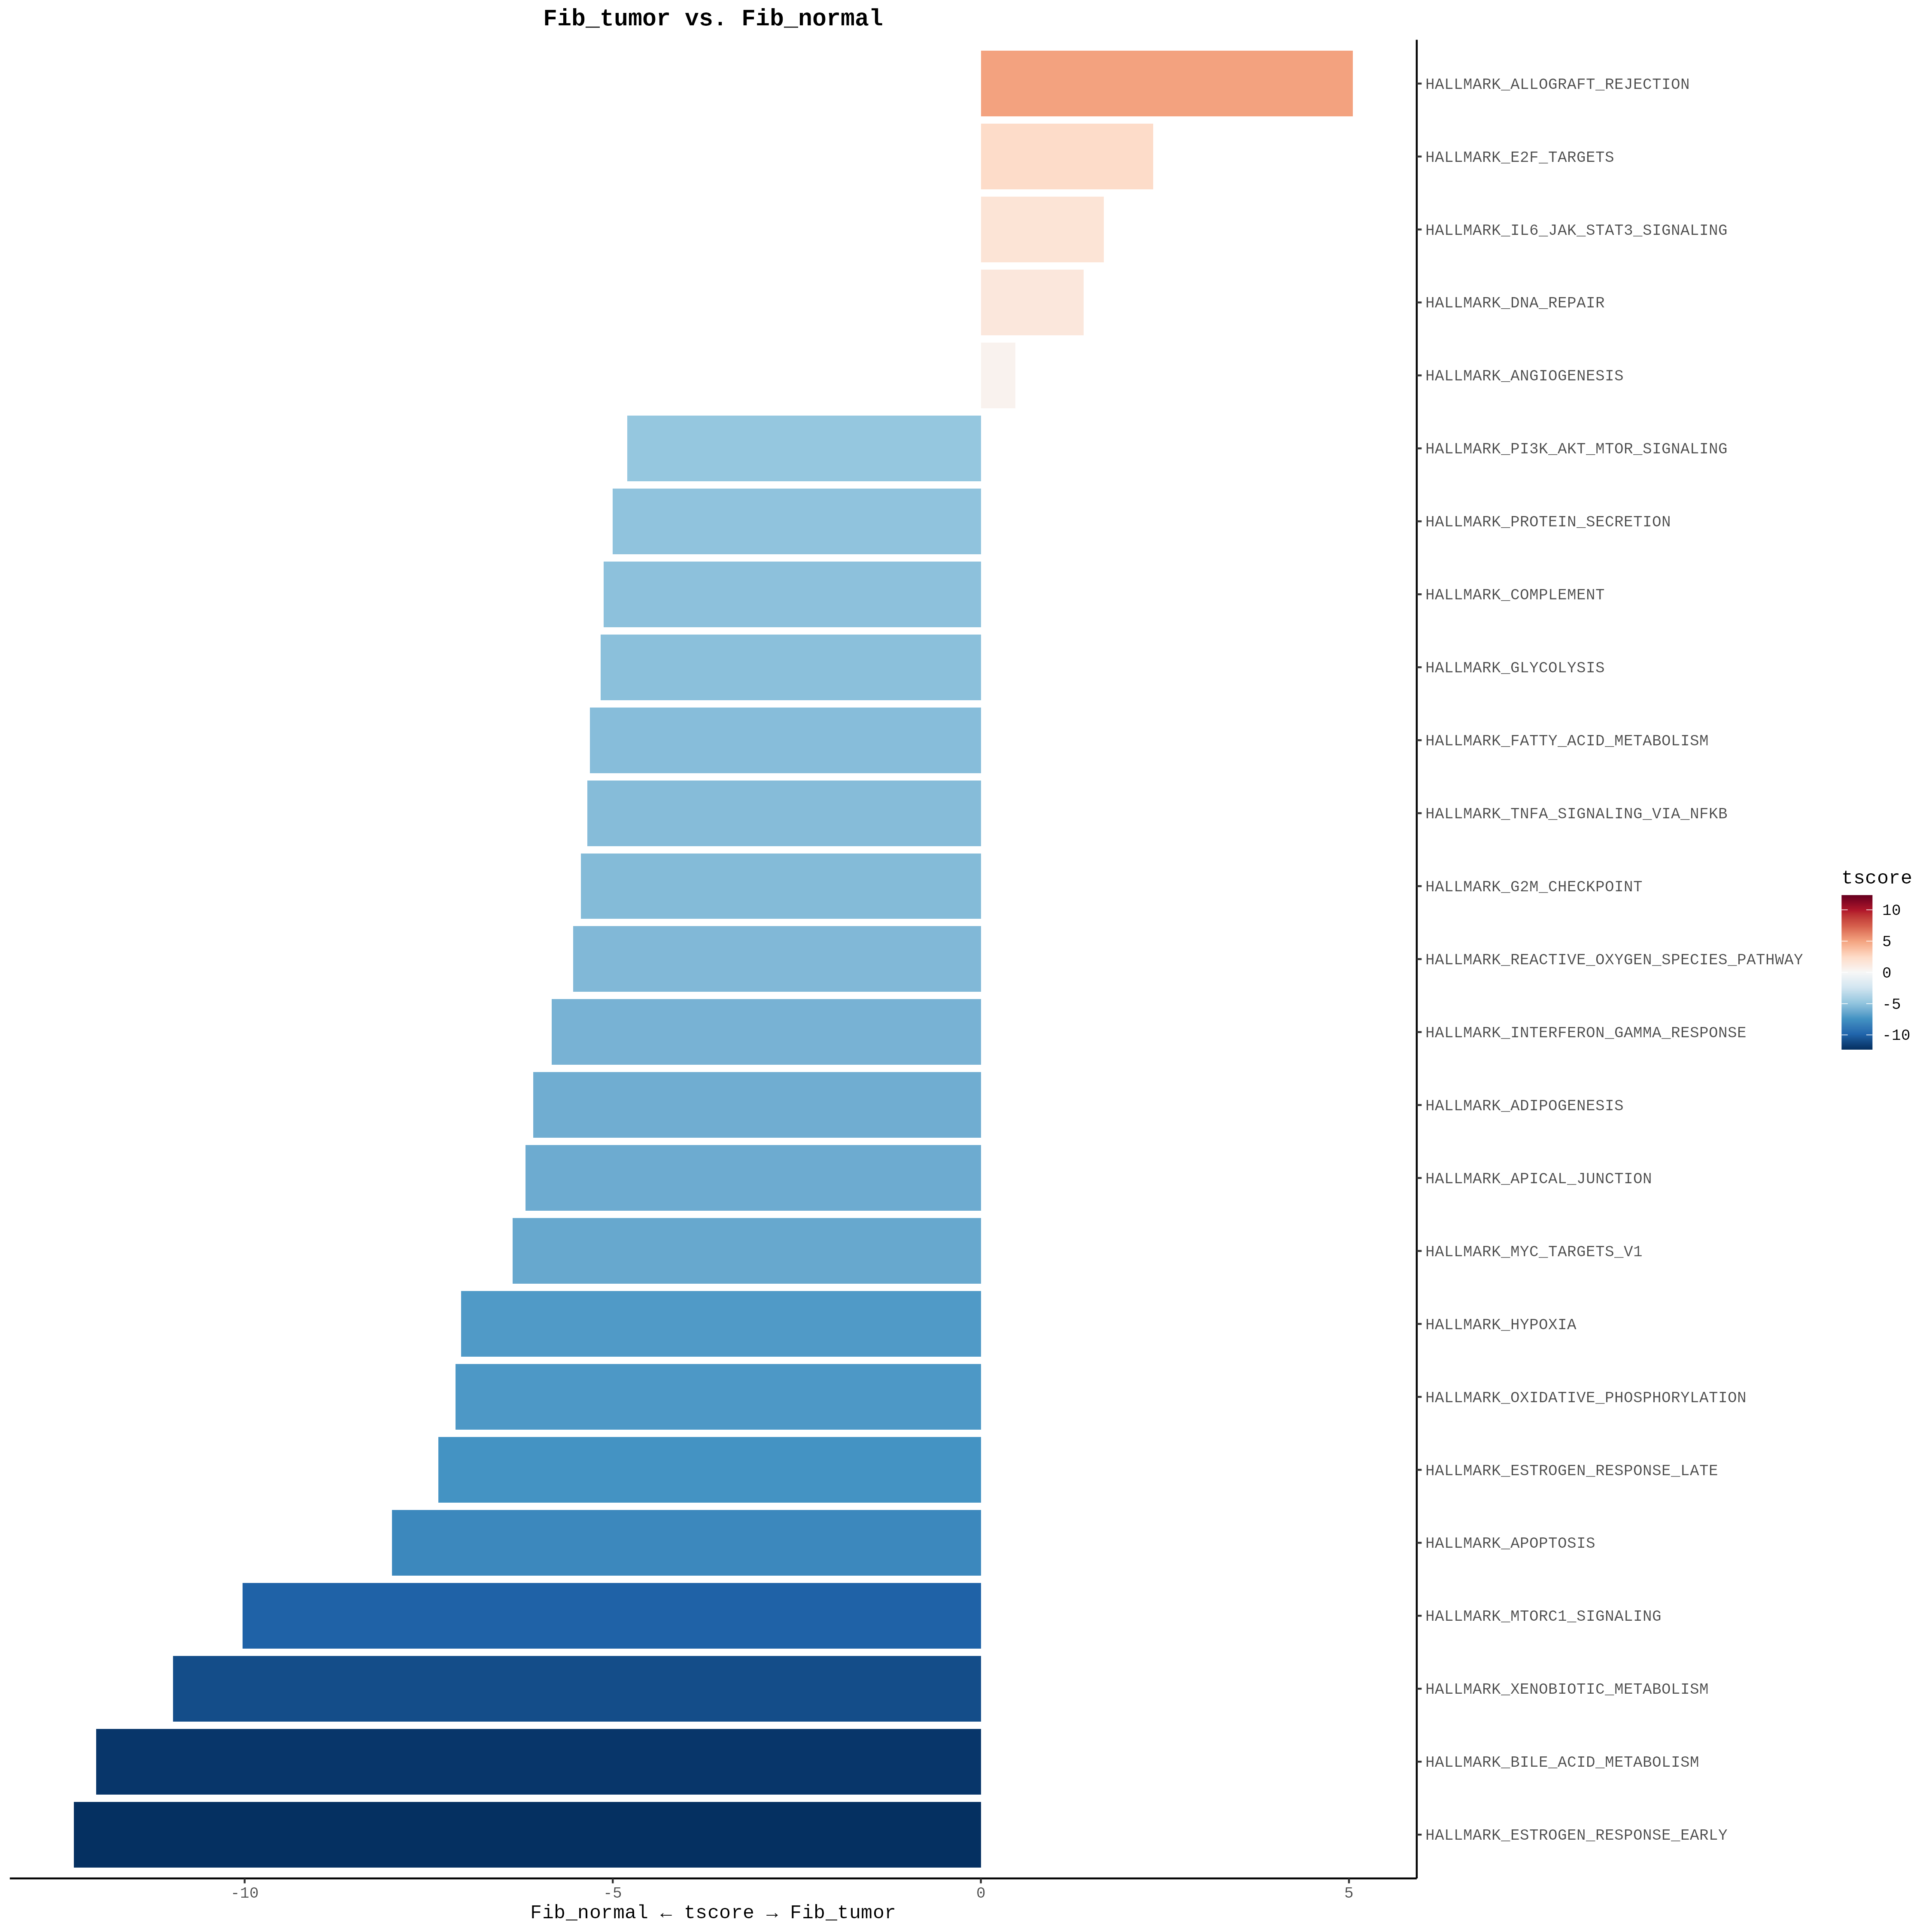 Fib_tumor vs. Fib_normal
HALLMARK_ALLOGRAFT_REJECTION
HALLMARK_E2F_TARGETS
HALLMARK_IL6_JAK_STAT3_SIGNALING
HALLMARK_DNA_REPAIR
HALLMARK_ANGIOGENESIS
HALLMARK_PI3K_AKT_MTOR_SIGNALING
HALLMARK_PROTEIN_SECRETION
HALLMARK_COMPLEMENT
HALLMARK_GLYCOLYSIS
HALLMARK_FATTY_ACID_METABOLISM
HALLMARK_TNFA_SIGNALING_VIA_NFKB
HALLMARK_G2M_CHECKPOINT
HALLMARK_REACTIVE_OXYGEN_SPECIES_PATHWAY
HALLMARK_INTERFERON_GAMMA_RESPONSE
HALLMARK_ADIPOGENESIS
HALLMARK_APICAL_JUNCTION
HALLMARK_MYC_TARGETS_V1
HALLMARK_HYPOXIA
HALLMARK_OXIDATIVE_PHOSPHORYLATION
HALLMARK_ESTROGEN_RESPONSE_LATE
HALLMARK_APOPTOSIS
HALLMARK_MTORC1_SIGNALING
HALLMARK_XENOBIOTIC_METABOLISM
HALLMARK_BILE_ACID_METABOLISM
HALLMARK_ESTROGEN_RESPONSE_EARLY
-10 -5 0 5
Fib_normal ← tscore → Fib_tumor
tscore
10
5
0
-5
-10